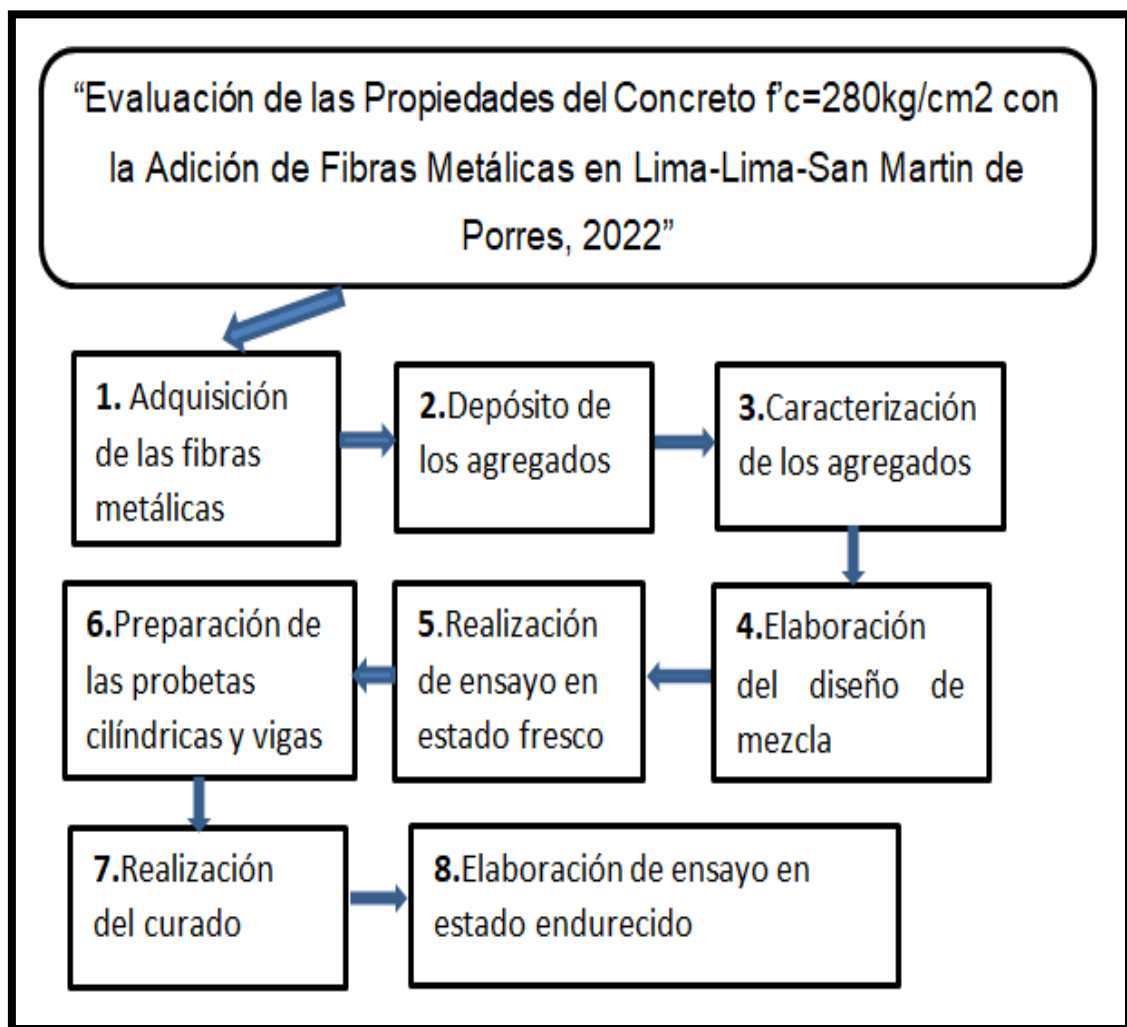 “Evaluación de las Propiedades del Concreto f'c=280kg/cm2 con
la Adición de Fibras Metálicas en Lima-Lima-San Martin de
Porres, 2022”
1. Adquisición
de las fibras
metálicas
2.Depósito de
los agregados
3.Caracterización
de los agregados
4.Elaboración
del diseño de
mezcla
5.Realización
de ensayo en
estado fresco
6.Preparación de
las probetas
cilíndricas y vigas
7.Realización
del curado
8.Elaboración de ensayo en
estado endurecido